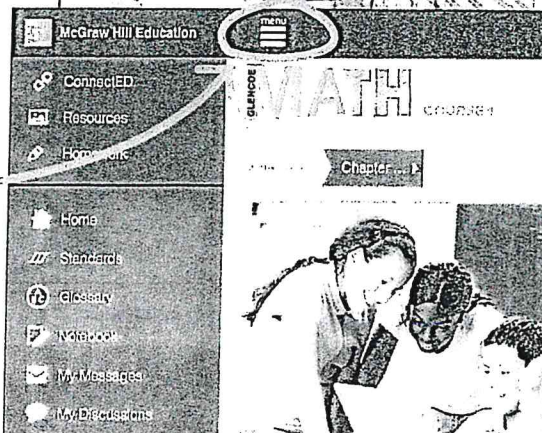 McGraw Hill Education
menu
ConnectED
Resources
Homework
GLENCOE
MATH
Chapter ...
Home
Standards
Glossary
Notebook
My Messages
My Discussions